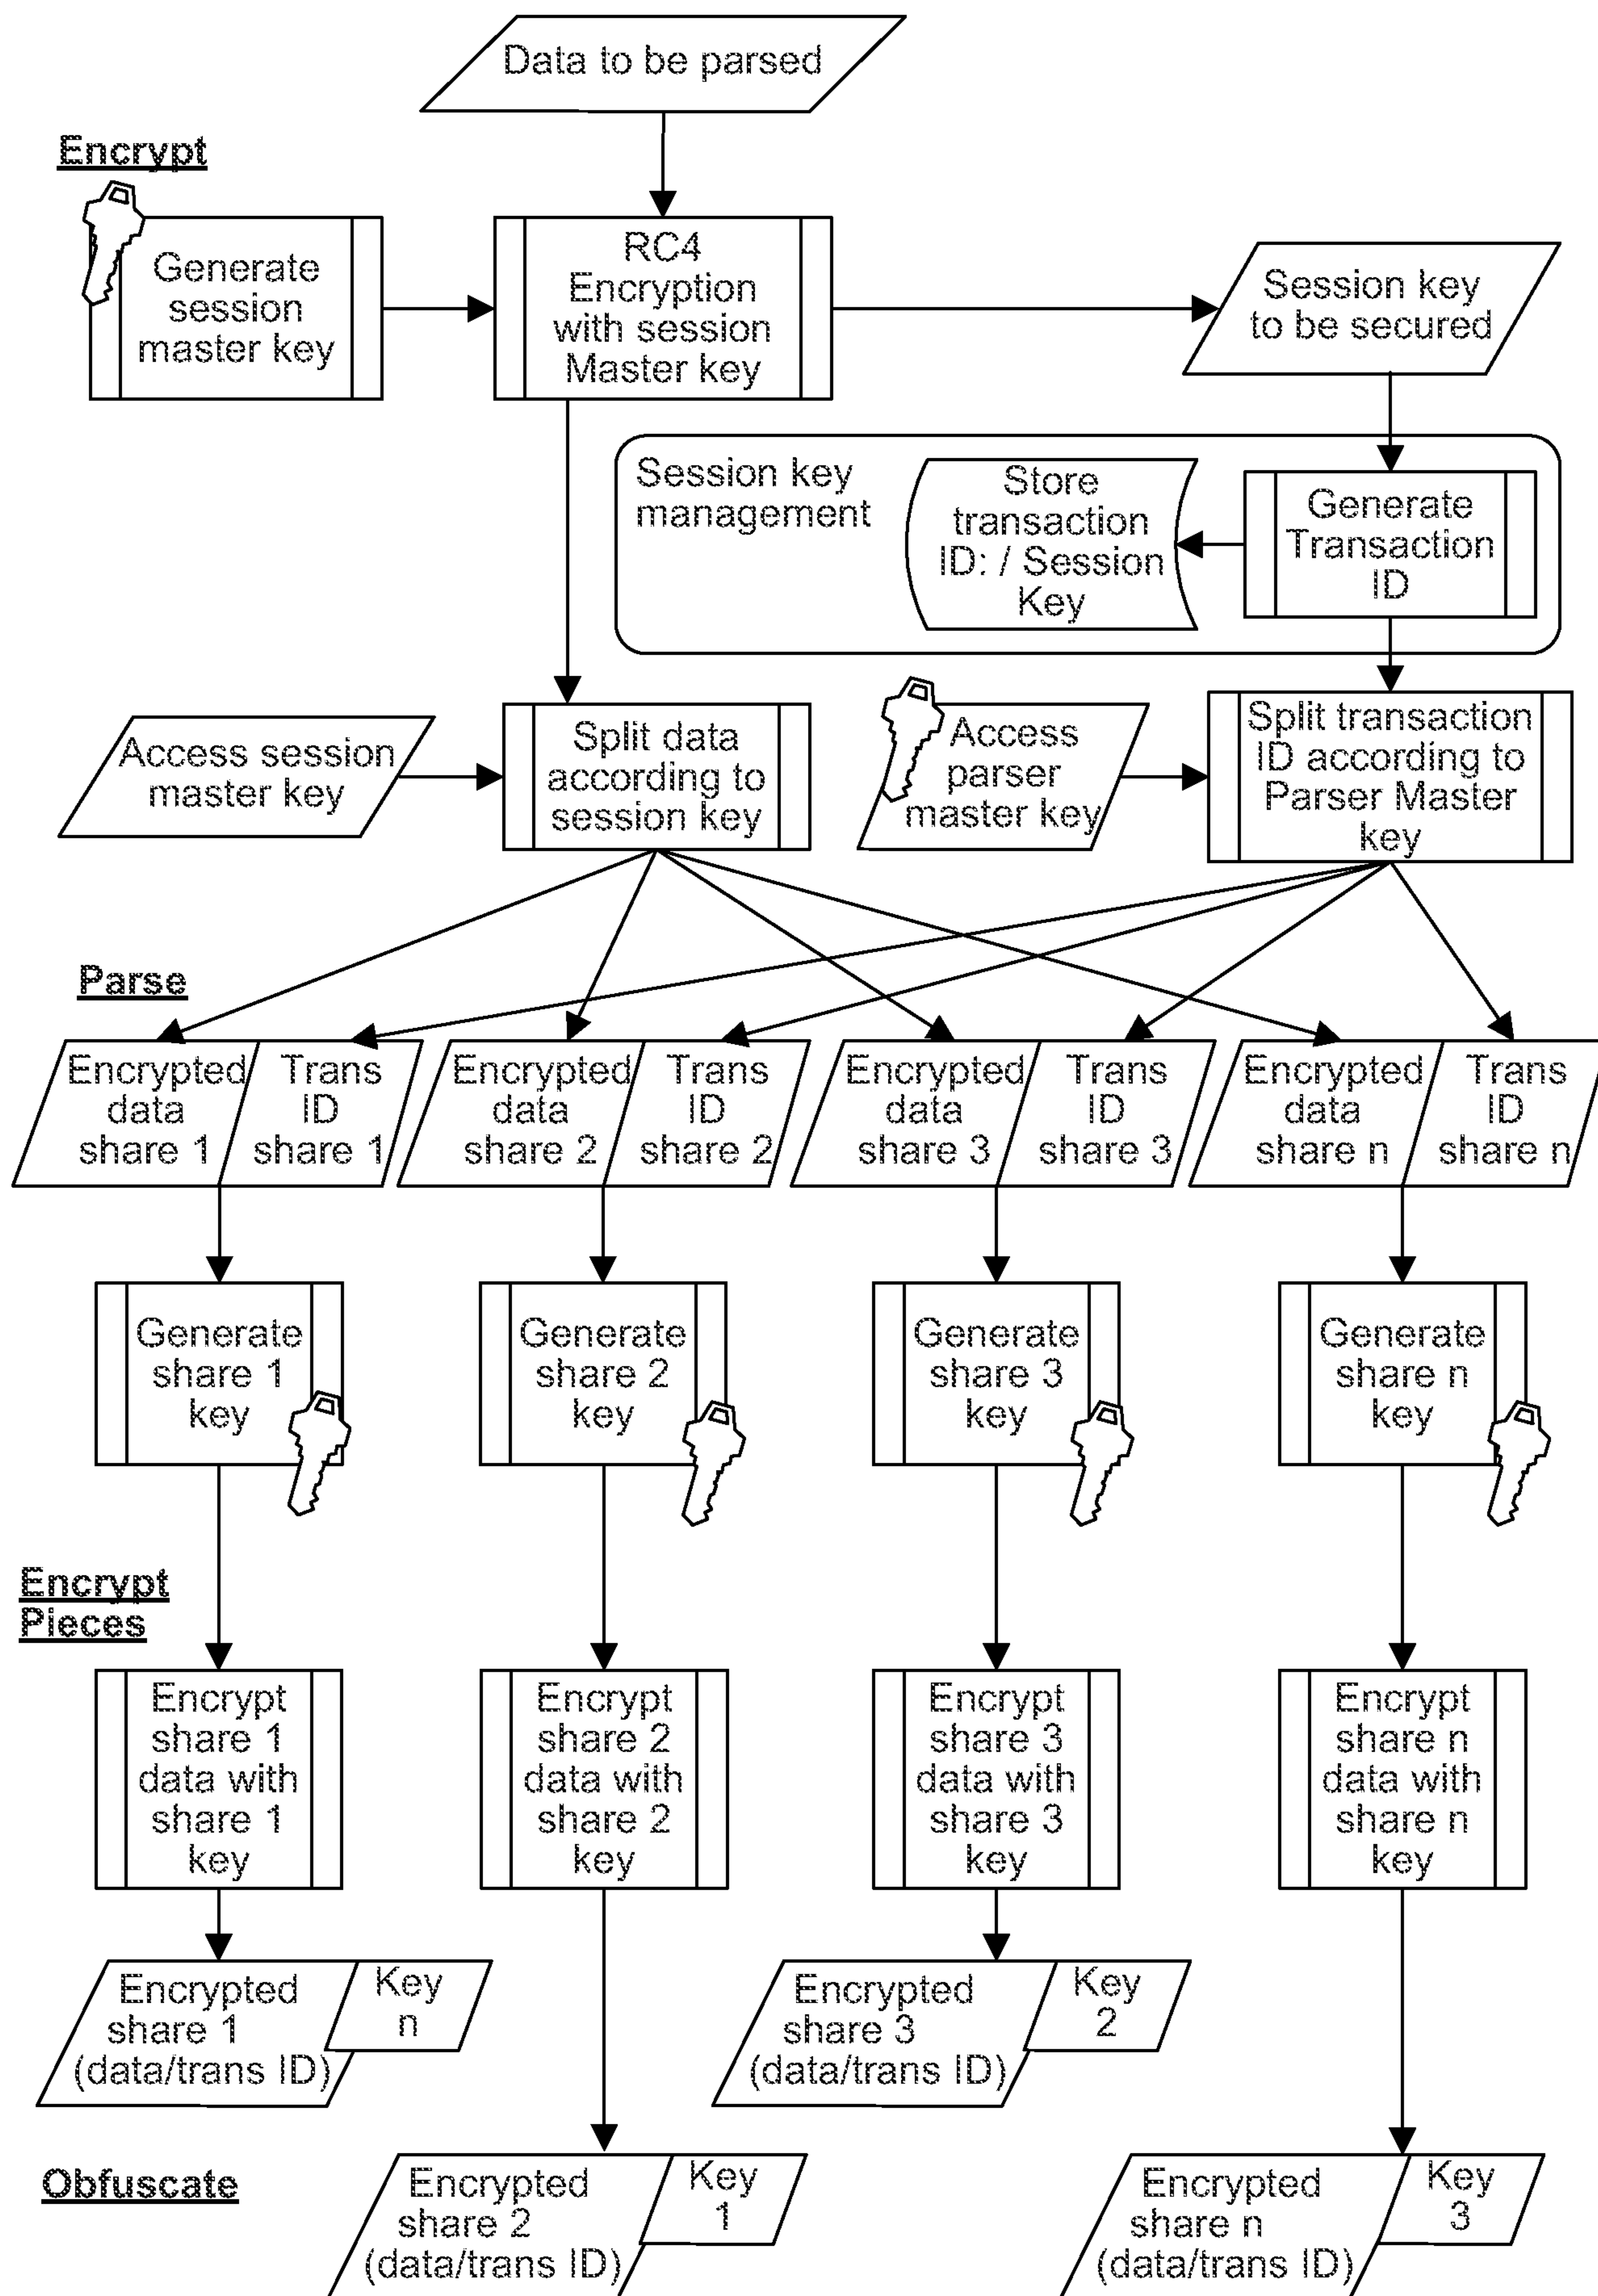 Data to be parsed
Encrypt
Generate
session
master key
RC4
Encryption
with session
Master key
Session key
to be secured
Session key
management
Store
transaction
ID: / Session
Key
Generate
Transaction
ID
Access session
master key
Split data
according to
session key
Access
parser
master key
Split transaction
ID according to
Parser Master
key
Parse
Encrypted
data
share 1
Trans
ID
share 1
Encrypted
data
share 2
Trans
ID
share 2
Encrypted
data
share 3
Trans
ID
share 3
Encrypted
data
share n
Trans
ID
share n
Generate
share 1
key
Generate
share 2
key
Generate
share 3
key
Generate
share n
key
Encrypt
Pieces
Encrypt
share 1
data with
share 1
key
Encrypt
share 2
data with
share 2
key
Encrypt
share 3
data with
share 3
key
Encrypt
share n
data with
share n
key
Encrypted
share 1
(data/trans ID)
Key
n
Encrypted
share 3
(data/trans ID)
Key
2
Obfuscate
Encrypted
share 2
(data/trans ID)
Key
1
Encrypted
share n
(data/trans ID)
Key
3